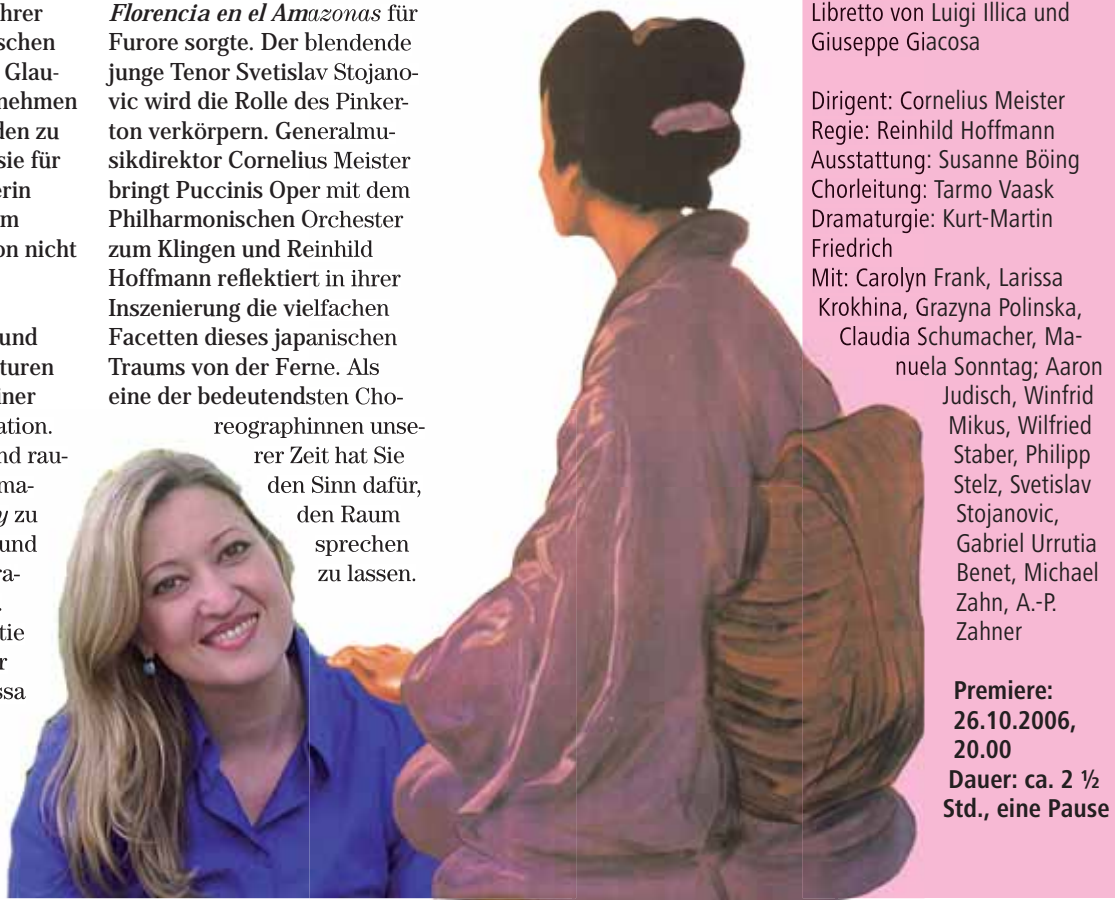 hrer
schen
Glau-
nehmen
den zu
sie für
erin
m
on nicht
und
turen
iner
ation.
nd rau-
ma-
y zu
und
ra-
.
tie
r
ssa
Florencia en el Amazonas für
Furore sorgte. Der blendende
junge Tenor Svetislav Stojano-
vic wird die Rolle des Pinker-
ton verkörpern. Generalmu-
sikdirektor Cornelius Meister
bringt Puccinis Oper mit dem
Philharmonischen Orchester
zum Klingen und Reinhild
Hoffmann reflektiert in ihrer
Inszenierung die vielfachen
Facetten dieses japanischen
Traums von der Ferne. Als
eine der bedeutendsten Cho-
reographinnen unse-
rer Zeit hat Sie
den Sinn dafür,
den Raum
sprechen
zu lassen.
Libretto von Luigi Illica und
Giuseppe Giacosa
Dirigent: Cornelius Meister
Regie: Reinhild Hoffmann
Ausstattung: Susanne Böing
Chorleitung: Tarmo Vaask
Dramaturgie: Kurt-Martin
Friedrich
Mit: Carolyn Frank, Larissa
Krokhina, Grazyna Polinska,
Claudia Schumacher, Ma-
nuela Sonntag; Aaron
Judisch, Winfrid
Mikus, Wilfried
Staber, Philipp
Stelz, Svetislav
Stojanovic,
Gabriel Urrutia
Benet, Michael
Zahn, A.-P.
Zahner
Premiere:
26.10.2006,
20.00
Dauer: ca. 2 ½
Std., eine Pause